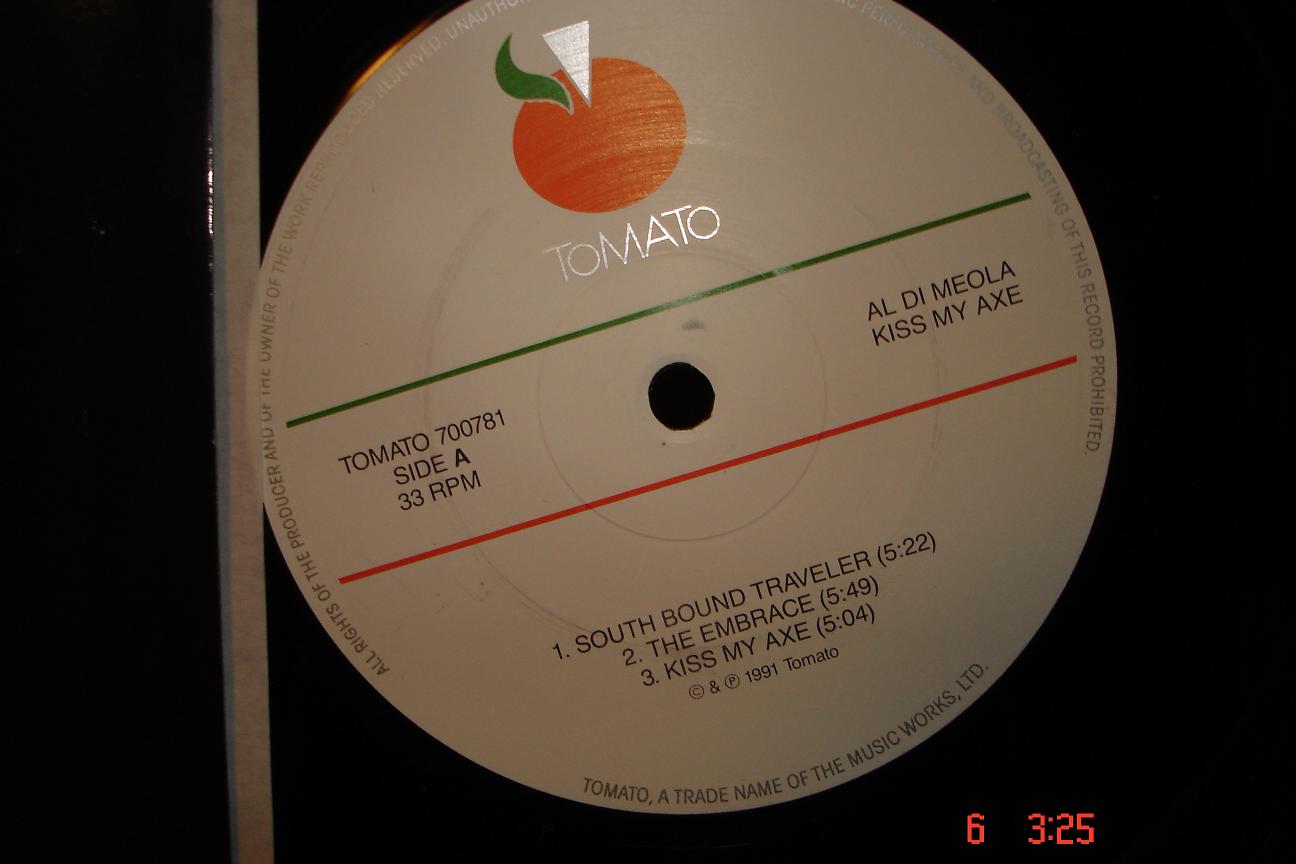 ALL RIGHTS OF THE PRODUCER AND OF THE OWNER OF THE WORK REPRODUCED RESERVED. UNAUTHOR
AND BROADCASTING OF THIS RECORD PROHIBITED.
TOMATO
AL DI MEOLA
KISS MY AXE
TOMATO 700781
SIDE A
33 RPM
1. SOUTH BOUND TRAVELER (5:22)
2. THE EMBRACE (5:49)
3. KISS MY AXE (5:04)
© & ℗ 1991 Tomato
TOMATO, A TRADE NAME OF THE MUSIC WORKS, LTD.
6 3:25